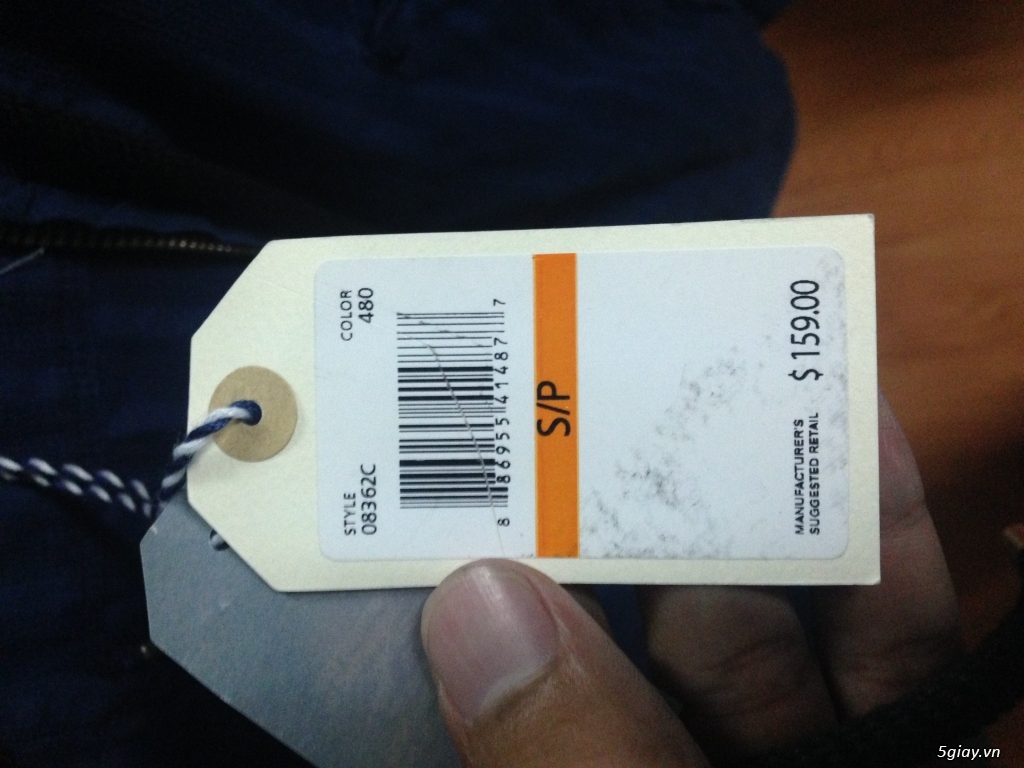 STYLE
08362C
COLOR
480
8 86955 41487 7
S/P
MANUFACTURER'S
SUGGESTED RETAIL
$159.00
5giay.vn